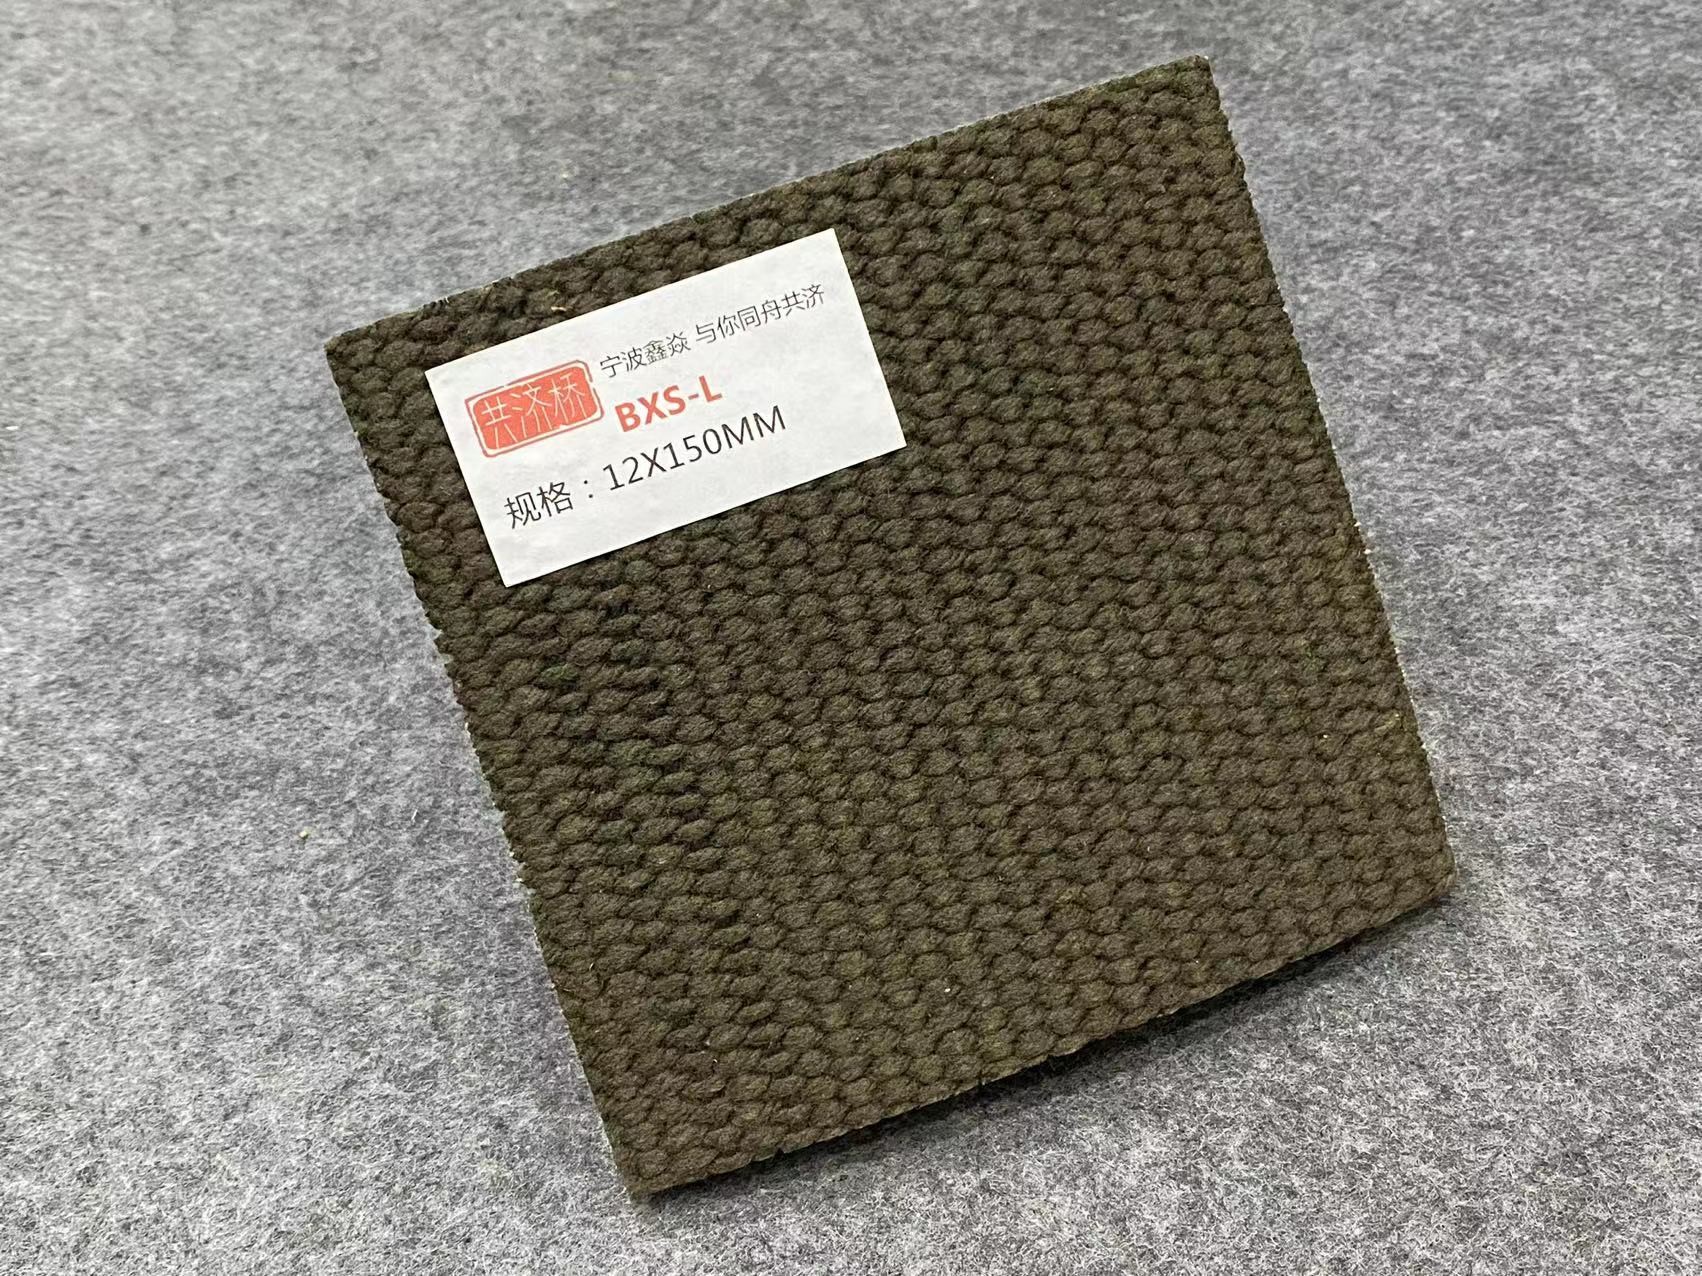 宁波鑫焱 与你同舟共济
共济桥
BXS-L
规格：12X150MM